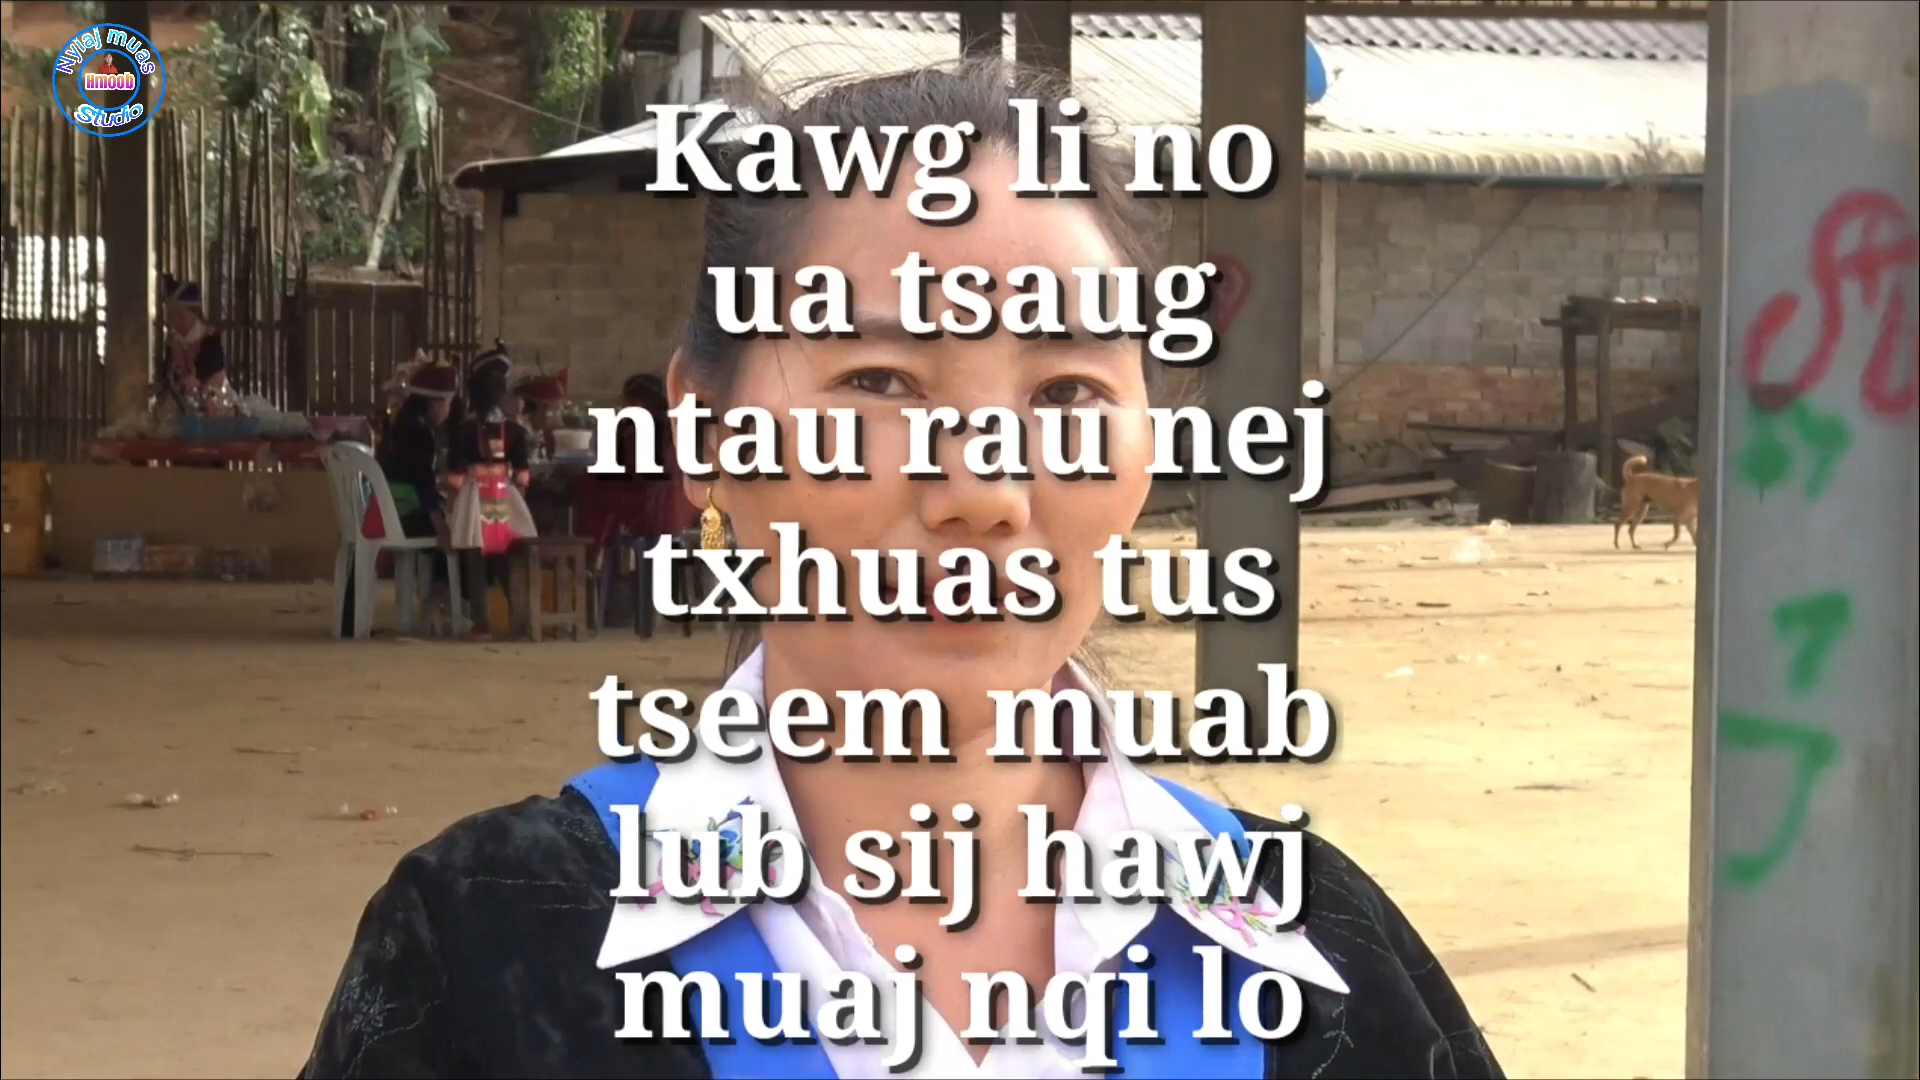 Nyiaj muas
Hmoob
Studio
Kawg li no
ua tsaug
ntau rau nej
txhuas tus
tseem muab
lub sij hawj
muaj nqi lo